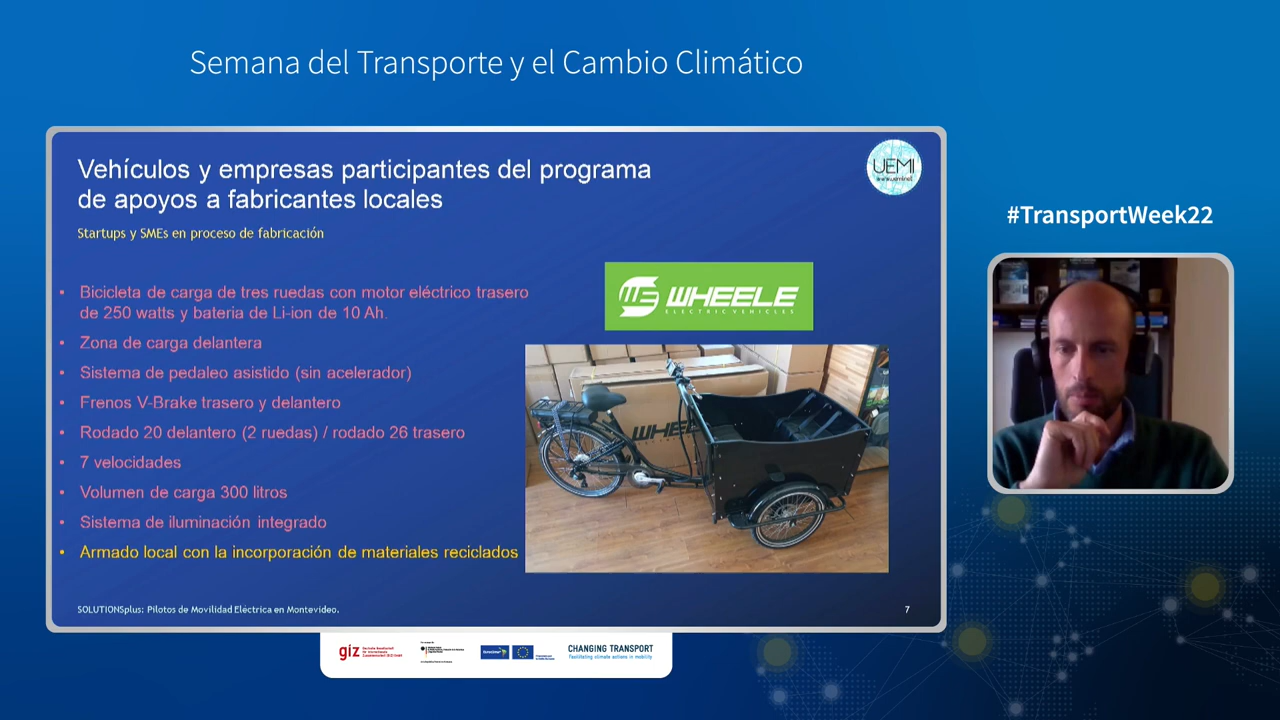 Semana del Transporte y el Cambio Climático
Vehículos y empresas participantes del programa
de apoyos a fabricantes locales
UEMI
Startups y SMEs en proceso de fabricación
#TransportWeek22
• Bicicleta de carga de tres ruedas con motor eléctrico trasero
de 250 watts y bateria de Li-ion de 10 Ah.
• Zona de carga delantera
• Sistema de pedaleo asistido (sin acelerador)
• Frenos V-Brake trasero y delantero
• Rodado 20 delantero (2 ruedas) / rodado 26 trasero
• 7 velocidades
• Volumen de carga 300 litros
• Sistema de iluminación integrado
• Armado local con la incorporación de materiales reciclados
WHEELE
ELECTRIC VEHICLES
SOLUTIONSplus: Pilotos de Movilidad Eléctrica en Montevideo.
7
giz
CHANGING TRANSPORT
Facilitating climate actions in mobility